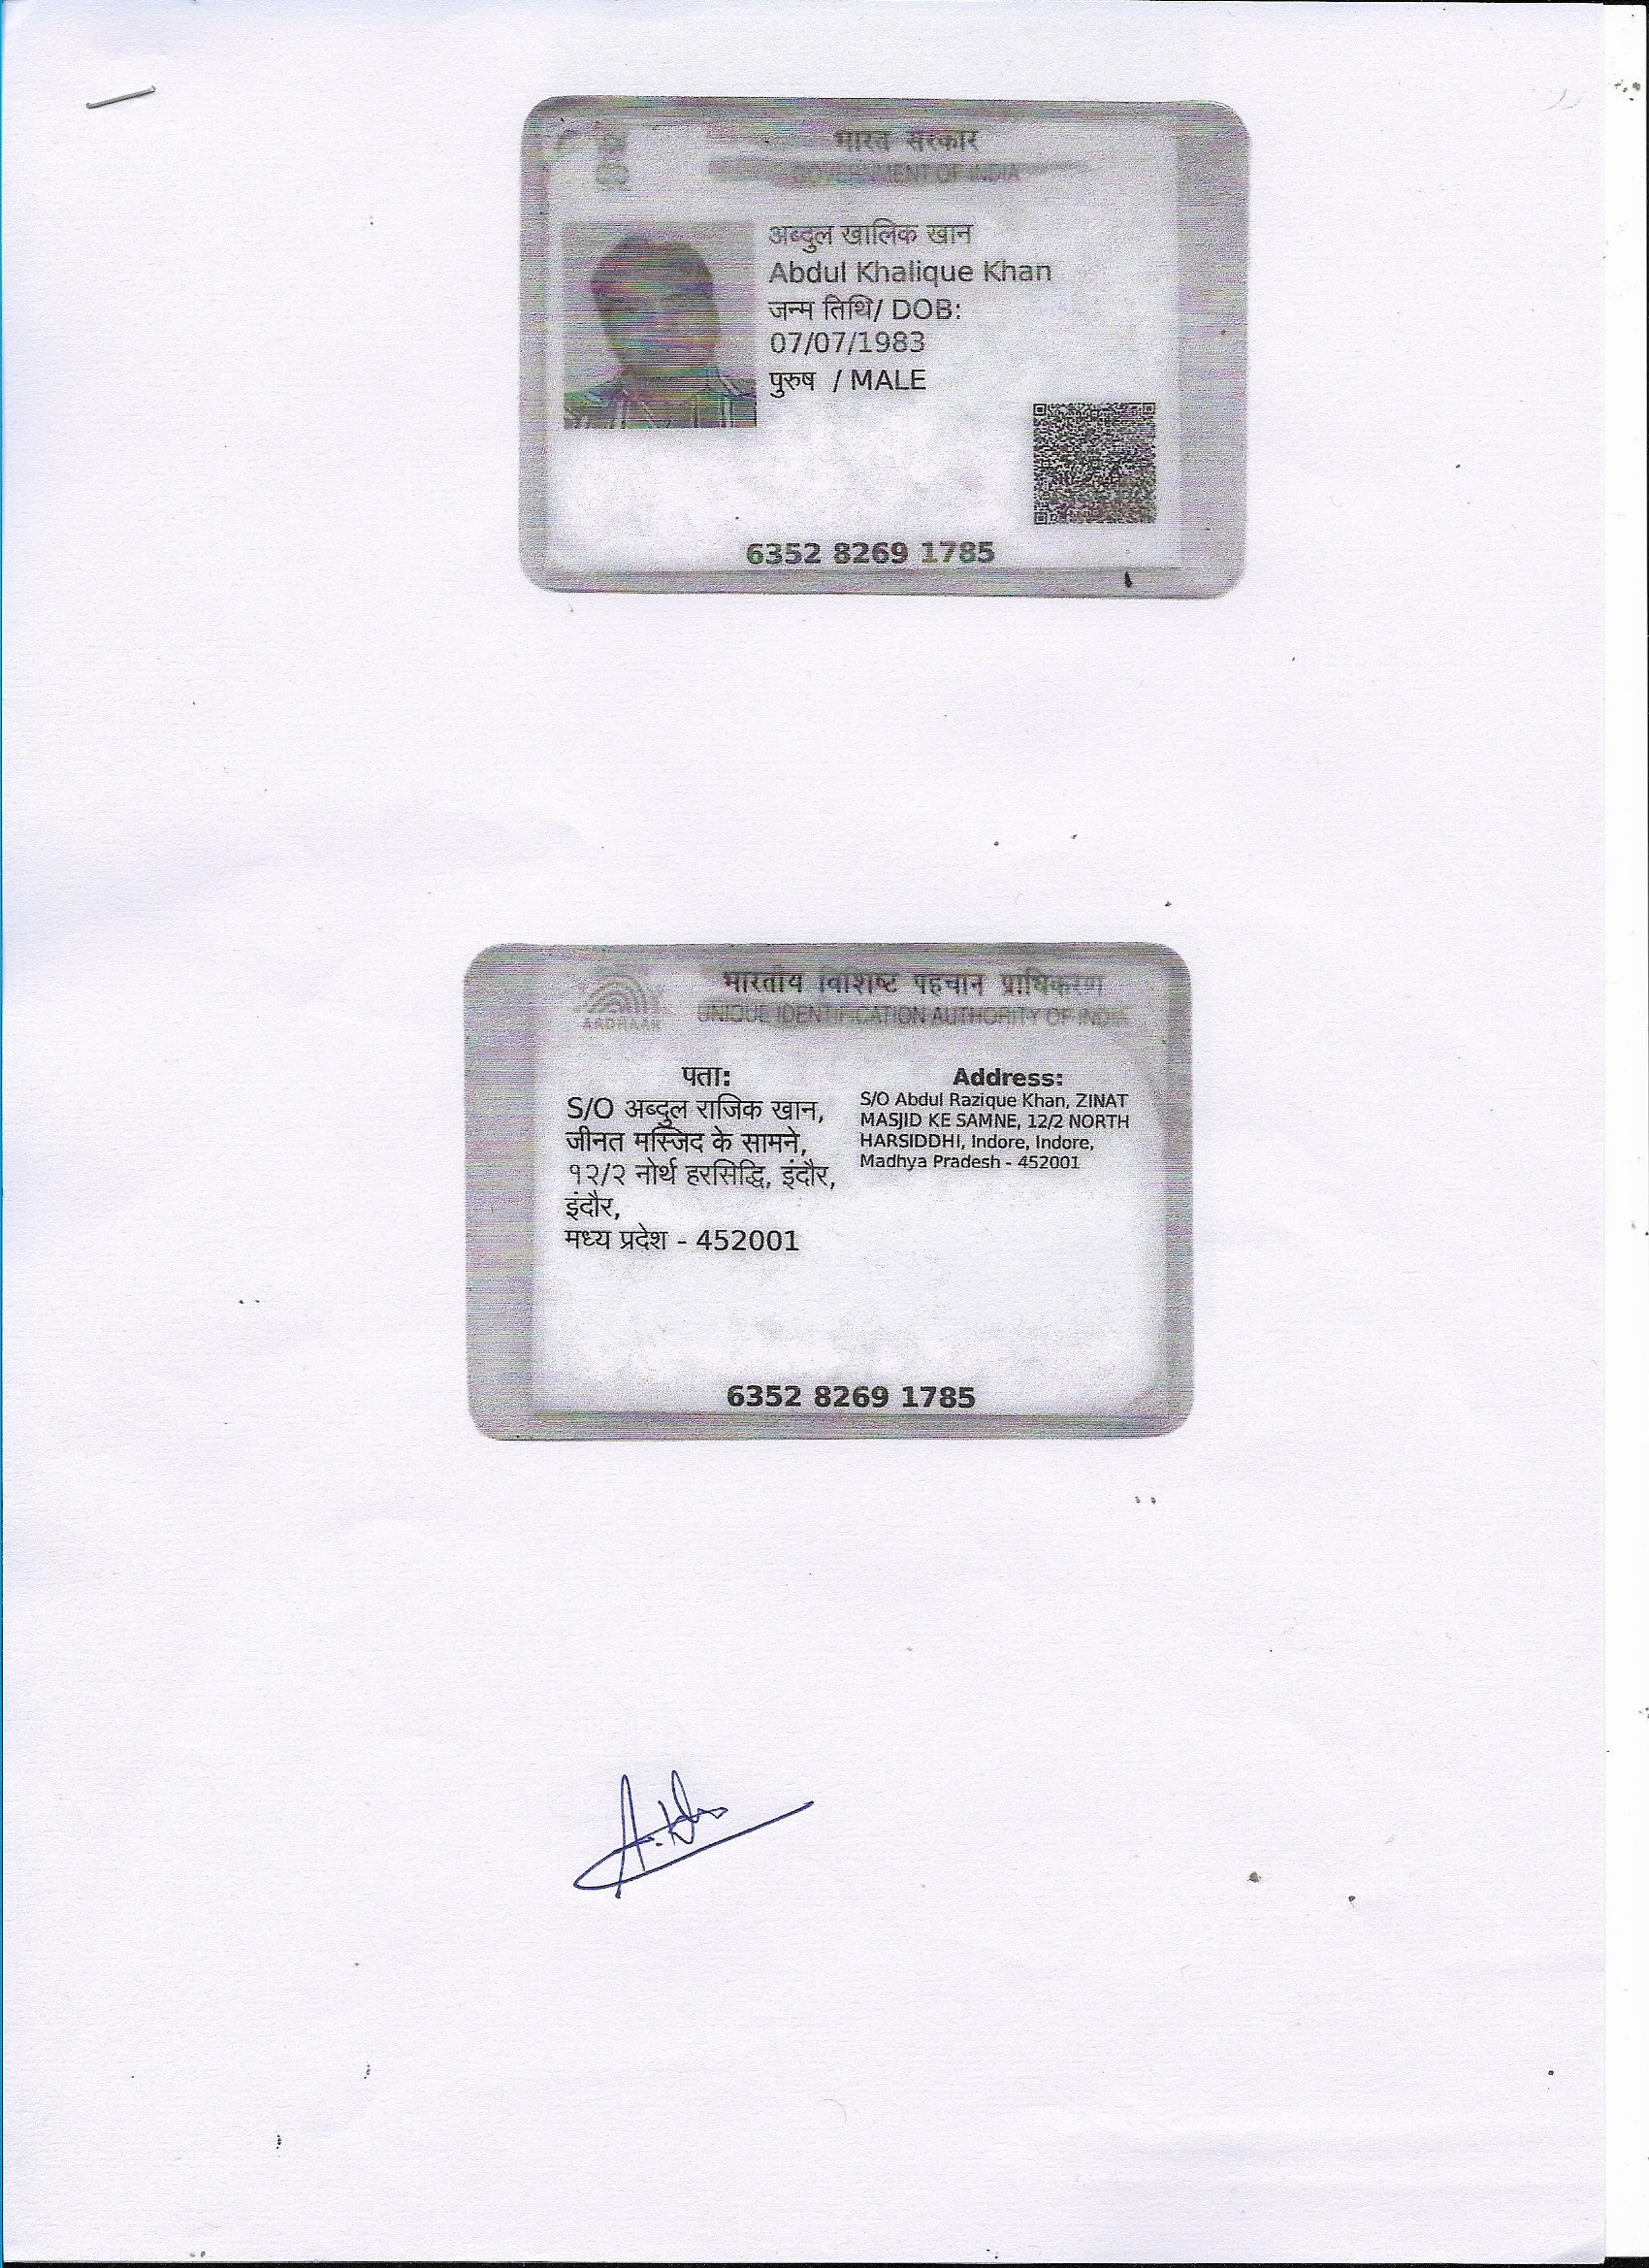 भारत सरकार
GOVERNMENT OF INDIA
अब्दुल खालिक खान
Abdul Khalique Khan
जन्म तिथि/ DOB:
07/07/1983
पुरुष / MALE
6352 8269 1785
भारतीय विशिष्ट पहचान प्राधिकरण
UNIQUE IDENTIFICATION AUTHORITY OF INDIA
AADHAAR
पता:
S/O अब्दुल राजिक खान,
जीनत मस्जिद के सामने,
१२/२ नोर्थ हरसिद्धि, इंदौर,
इंदौर,
मध्य प्रदेश - 452001
Address:
S/O Abdul Razique Khan, ZINAT
MASJID KE SAMNE, 12/2 NORTH
HARSIDDHI, Indore, Indore,
Madhya Pradesh - 452001
6352 8269 1785